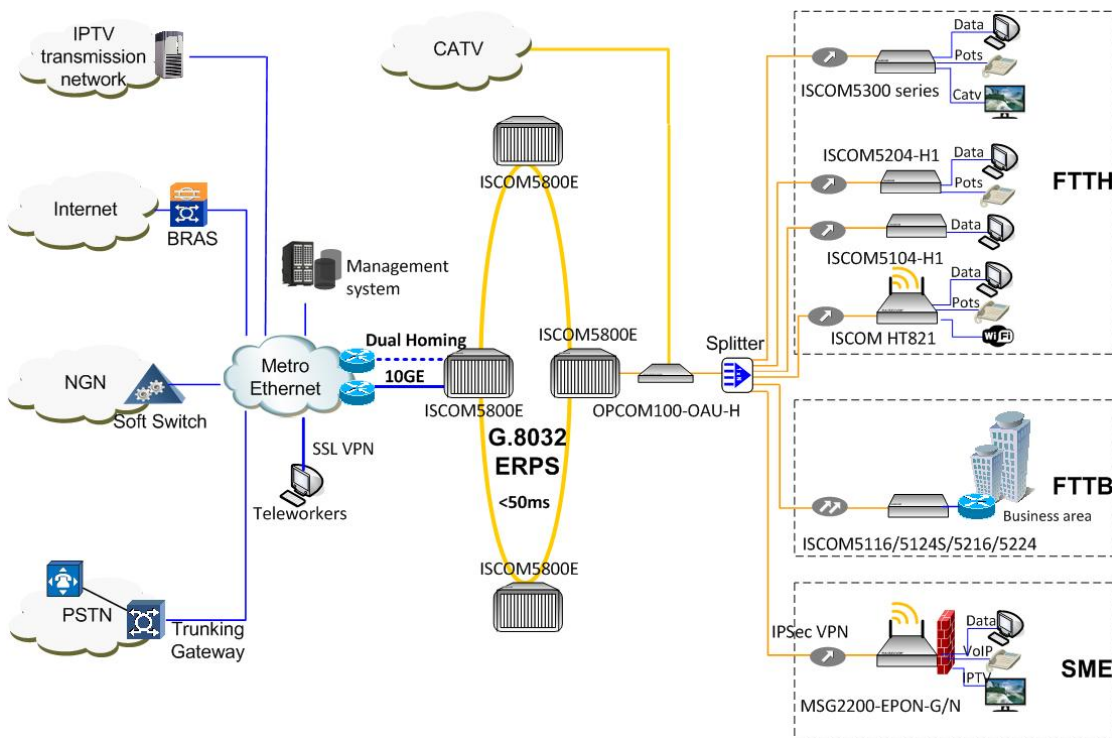 IPTV
transmission
network
CATV
Data
Pots
ISCOM5300 series
Catv
ISCOM5800E
ISCOM5204-H1
Data
Pots
FTTH
Internet
BRAS
Data
ISCOM5104-H1
Management
system
Data
Pots
Wi Fi
ISCOM HT821
Metro
Ethernet
Dual Homing
10GE
ISCOM5800E
ISCOM5800E
Splitter
OPCOM100-OAU-H
NGN
Soft Switch
SSL VPN
Teleworkers
G.8032
ERPS
<50ms
FTTB
Business area
ISCOM5116/5124S/5216/5224
ISCOM5800E
PSTN
Trunking
Gateway
IPSec VPN
Data
VoIP
IPTV
SME
MSG2200-EPON-G/N